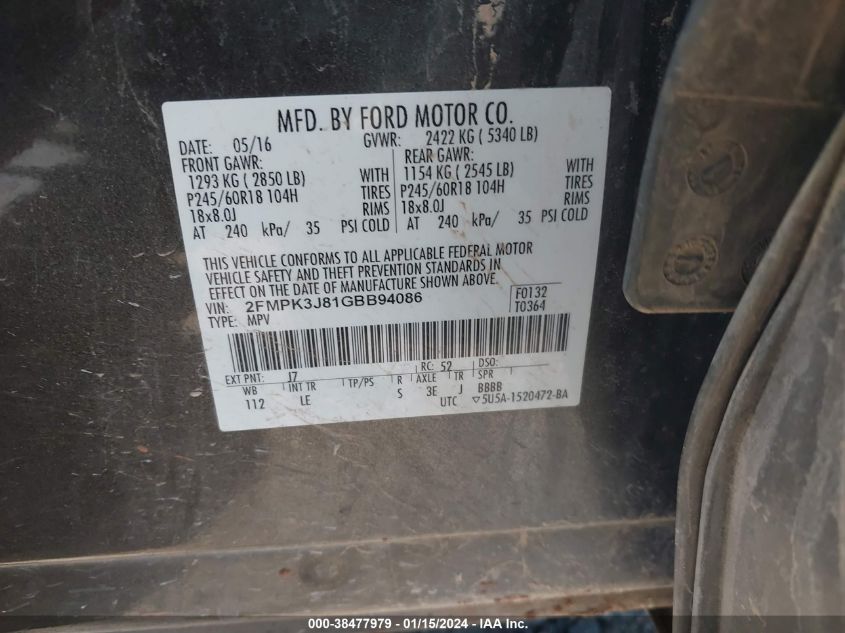 MFD. BY FORD MOTOR CO.
DATE: 05/16 GVWR: 2422 KG ( 5340 LB)
FRONT GAWR: REAR GAWR:
1293 KG ( 2850 LB) WITH 1154 KG ( 2545 LB) WITH
P245/60R18 104H TIRES P245/60R18 104H TIRES
18x8.0J RIMS 18x8.0J RIMS
AT 240 kPa/ 35 PSI COLD AT 240 kPa/ 35 PSI COLD
THIS VEHICLE CONFORMS TO ALL APPLICABLE FEDERAL MOTOR
VEHICLE SAFETY AND THEFT PREVENTION STANDARDS IN
EFFECT ON THE DATE OF MANUFACTURE SHOWN ABOVE
VIN: 2FMPK3J81GBB94086 F0132
TYPE: MPV T0364
EXT PNT: J7 RC: 52 DSO:
WB INT TR TP/PS R AXLE TR SPR
112 LE S 3E J BBBB
UTC ▽5U5A-1520472-BA
000-38477979 - 01/15/2024 - www.iaai.com